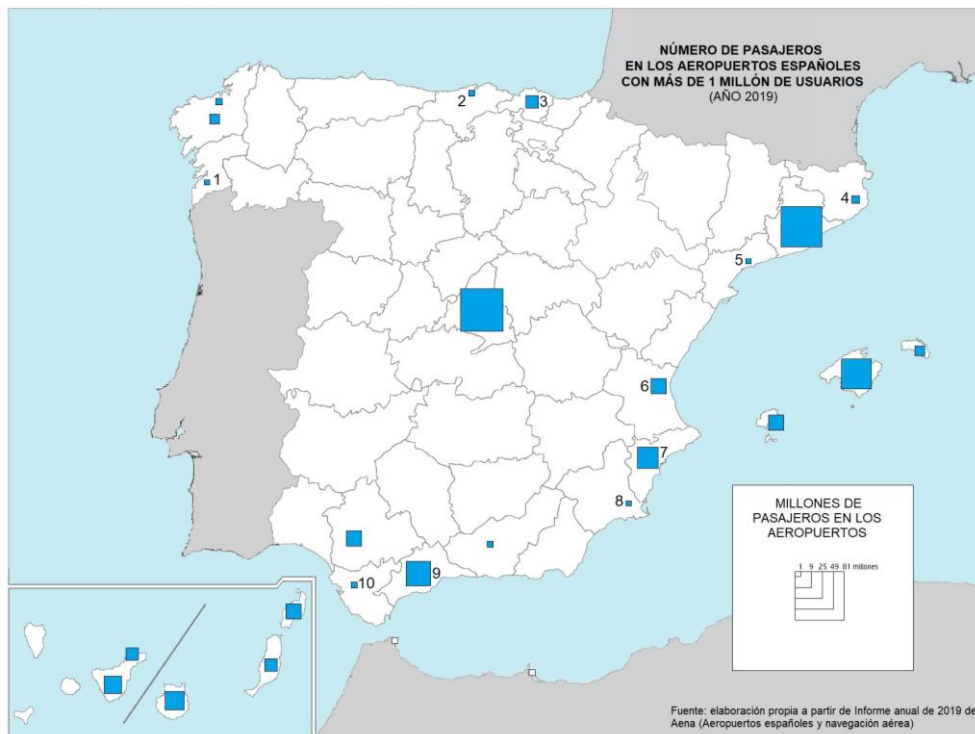 NÚMERO DE PASAJEROS
EN LOS AEROPUERTOS ESPAÑOLES
CON MÁS DE 1 MILLÓN DE USUARIOS
(AÑO 2019)
2
3
1
4
5
6
7
8
9
10
MILLONES DE
PASAJEROS EN LOS
AEROPUERTOS
1 9 25 49 81 millones
Fuente: elaboración propia a partir de Informe anual de 2019 de
Aena (Aeropuertos españoles y navegación aérea)